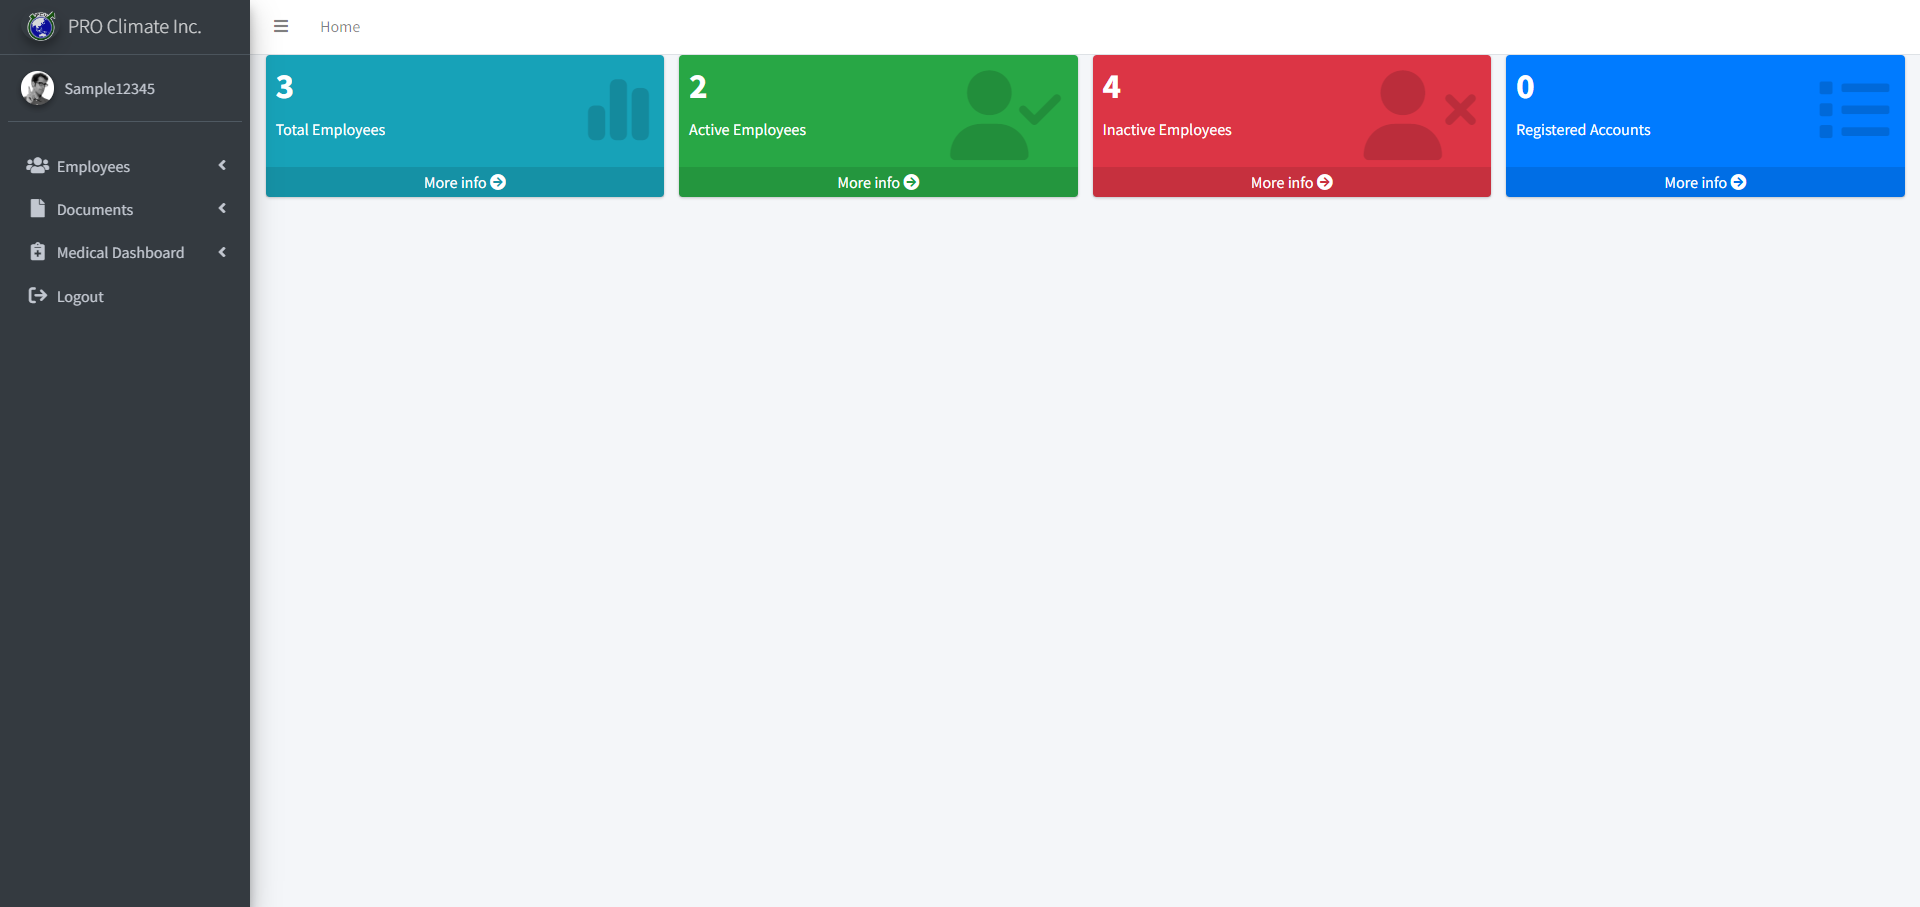 PRO Climate Inc.
Home
Sample12345
Employees
Documents
Medical Dashboard
Logout
3
Total Employees
More info
2
Active Employees
More info
4
Inactive Employees
More info
0
Registered Accounts
More info